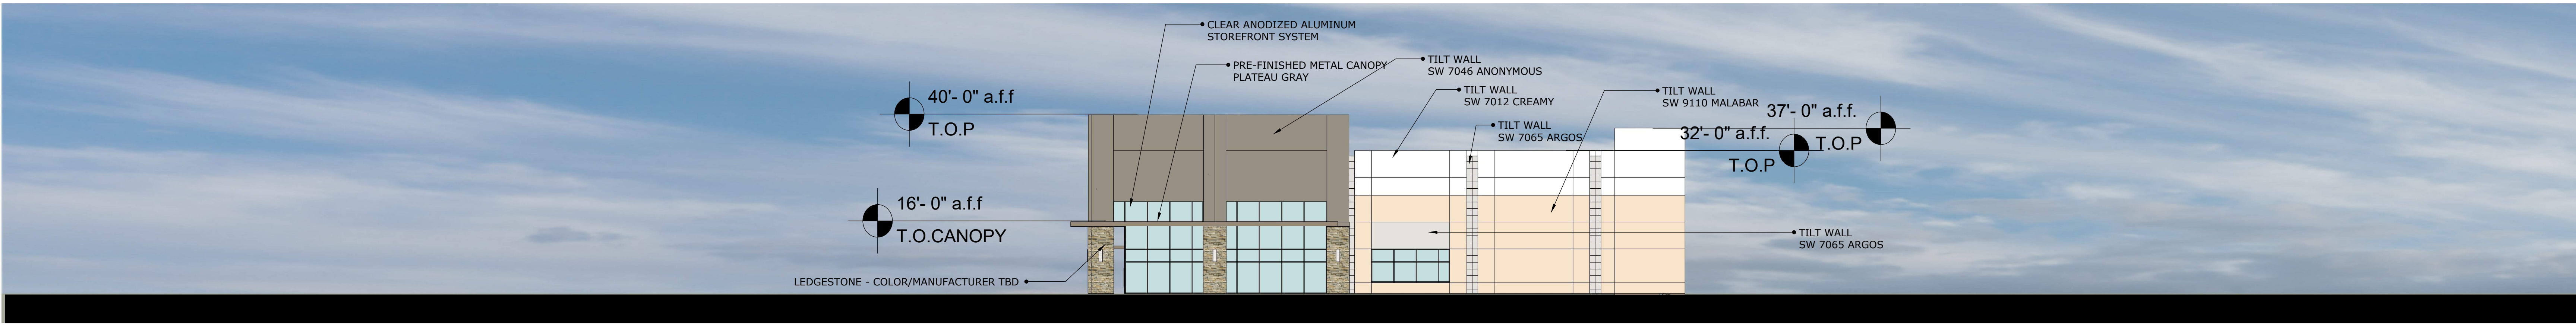 CLEAR ANODIZED ALUMINUM
STOREFRONT SYSTEM
PRE-FINISHED METAL CANOPY
PLATEAU GRAY
TILT WALL
SW 7046 ANONYMOUS
TILT WALL
SW 7012 CREAMY
TILT WALL
SW 7065 ARGOS
TILT WALL
SW 9110 MALABAR
40'- 0" a.f.f
T.O.P
37'- 0" a.f.f.
T.O.P
32'- 0" a.f.f.
T.O.P
16'- 0" a.f.f
T.O.CANOPY
TILT WALL
SW 7065 ARGOS
LEDGESTONE - COLOR/MANUFACTURER TBD